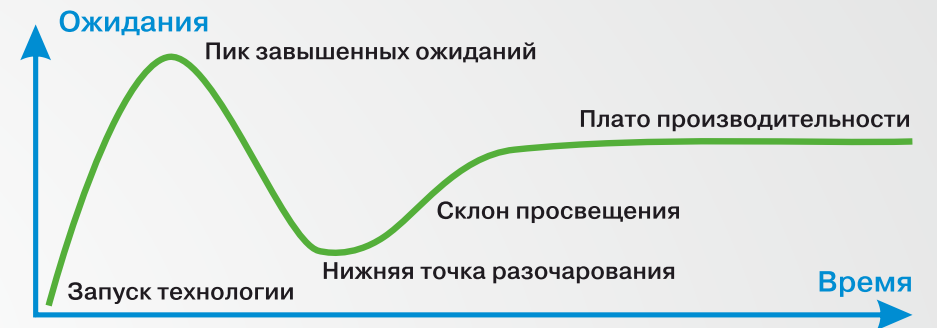 Ожидания
Пик завышенных ожиданий
Плато производительности
Склон просвещения
Нижняя точка разочарования
Запуск технологии
Время